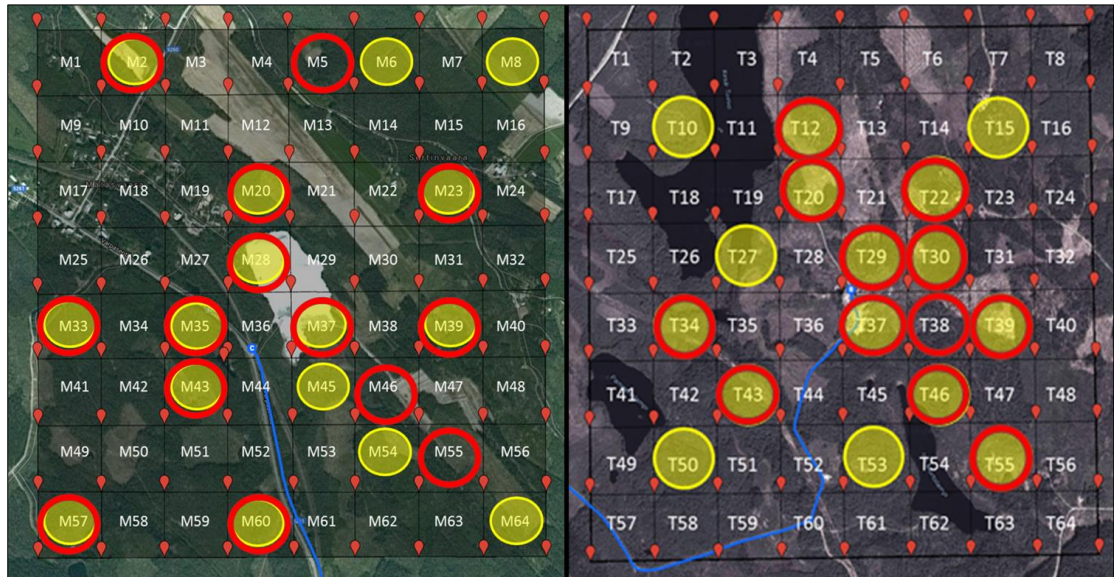 M1 M2 M3 M4 M5 M6 M7 M8
M9 M10 M11 M12 M13 M14 M15 M16
Sartinvaara
M17 M18 M19 M20 M21 M22 M23 M24
M25 M26 M27 M28 M29 M30 M31 M32
M33 M34 M35 M36 M37 M38 M39 M40
C
M41 M42 M43 M44 M45 M46 M47 M48
M49 M50 M51 M52 M53 M54 M55 M56
M57 M58 M59 M60 M61 M62 M63 M64
T1 T2 T3 T4 T5 T6 T7 T8
T9 T10 T11 T12 T13 T14 T15 T16
T17 T18 T19 T20 T21 T22 T23 T24
T25 T26 T27 T28 T29 T30 T31 T32
T33 T34 T35 T36 T37 T38 T39 T40
T41 T42 T43 T44 T45 T46 T47 T48
T49 T50 T51 T52 T53 T54 T55 T56
T57 T58 T59 T60 T61 T62 T63 T64